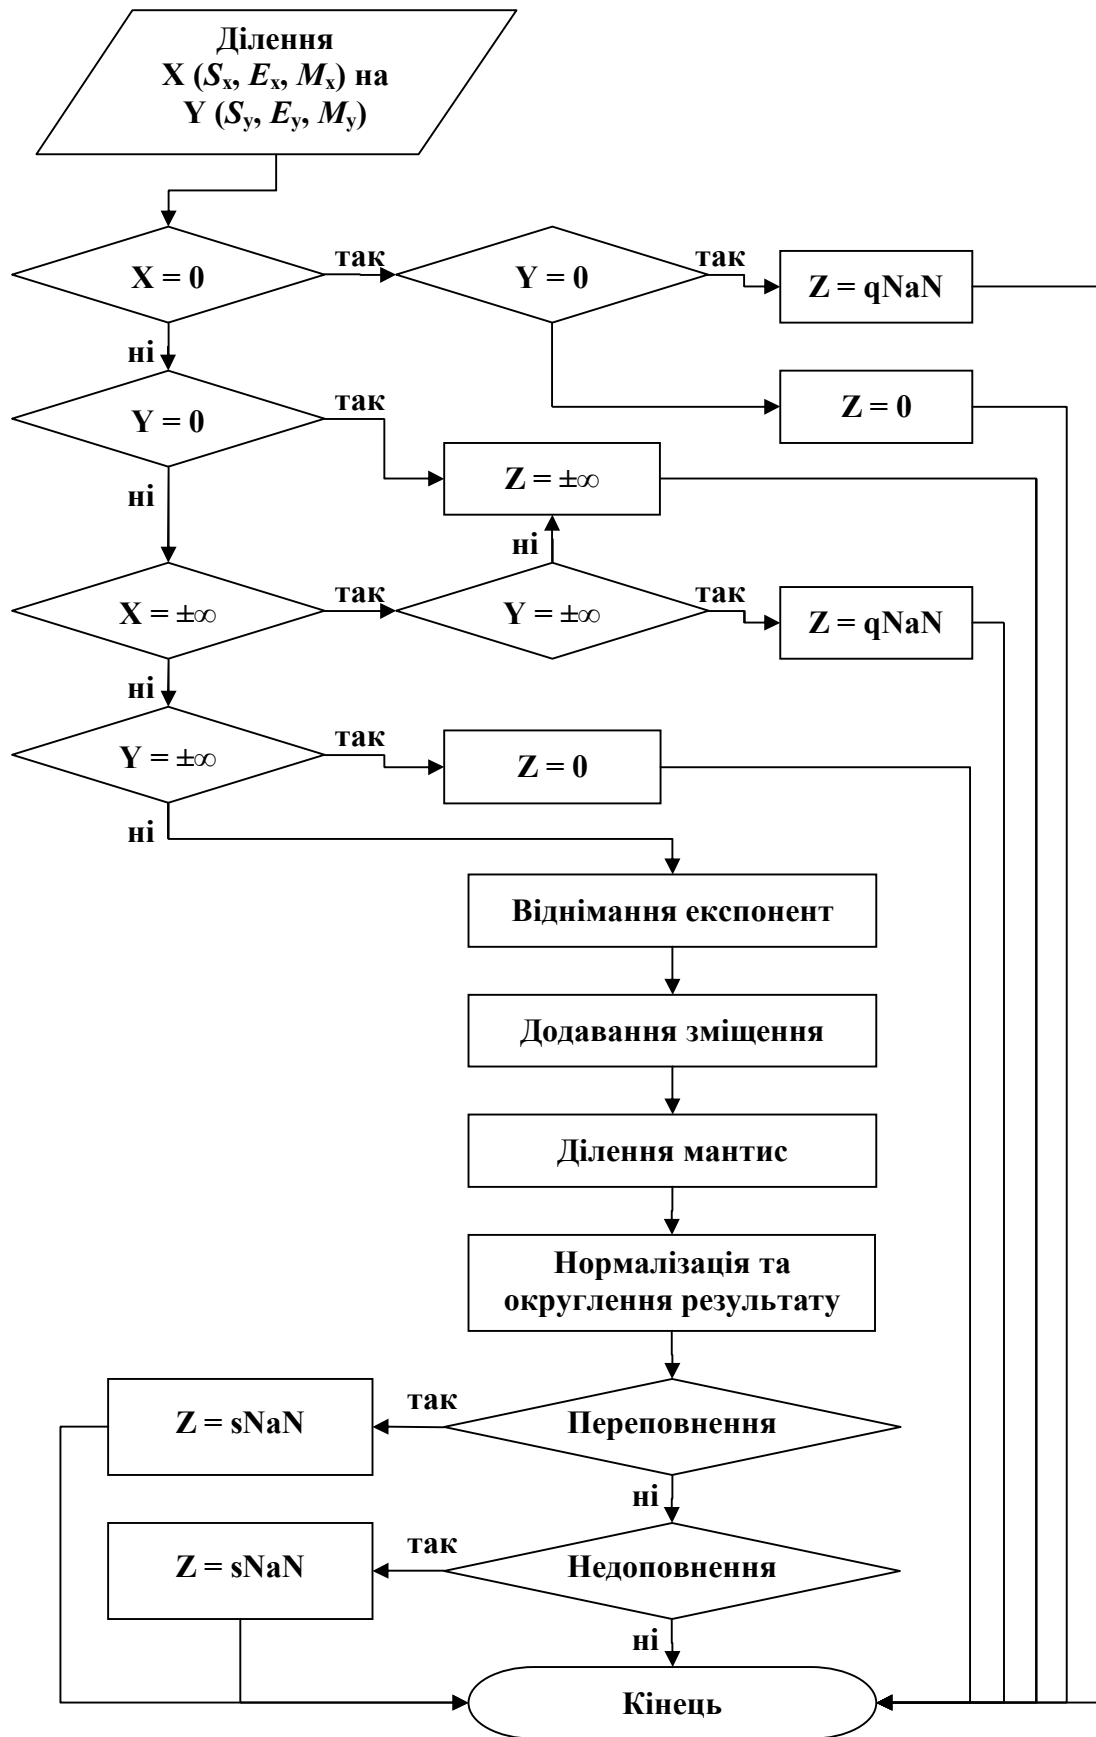 Ділення
X (Sx, Ex, Mx) на
Y (Sy, Ey, My)
X = 0
так
Y = 0
так
Z = qNaN
ні
Y = 0
так
Z = 0
ні
Z = ±∞
ні
X = ±∞
так
Y = ±∞
так
Z = qNaN
ні
Y = ±∞
так
Z = 0
ні
Віднімання експонент
Додавання зміщення
Ділення мантис
Нормалізація та
округлення результату
Z = sNaN
так
Переповнення
ні
Z = sNaN
так
Недоповнення
ні
Кінець